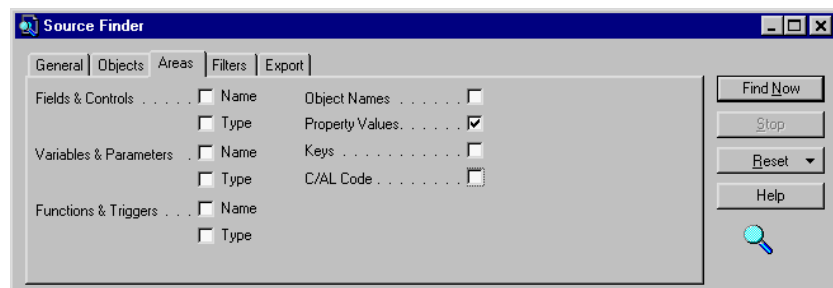 Source Finder
General Objects Areas Filters Export
Fields & Controls . . . . . Name
Type
Variables & Parameters . Name
Type
Functions & Triggers . . . Name
Type
Object Names . . . . . .
Property Values. . . . . .
Keys . . . . . . . . . . .
C/AL Code . . . . . . . .
Find Now
Stop
Reset
Help